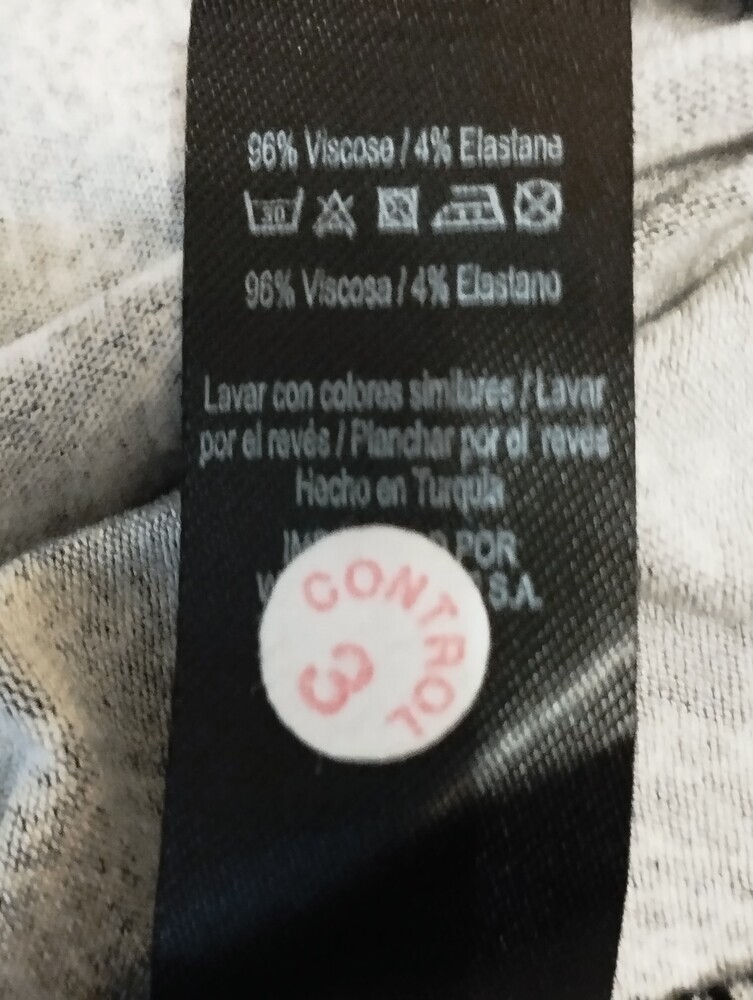 96% Viscose / 4% Elastane
30
96% Viscosa / 4% Elastano
Lavar con colores similares / Lavar
por el revés / Planchar por el revés
Hecho en Turquía
POR
S.A.
CONTROL
3